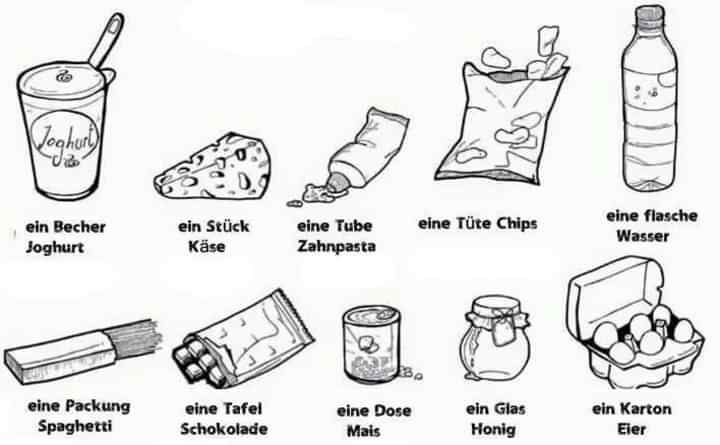 Joghurt
ein Becher
Joghurt
ein Stück
Käse
eine Tube
Zahnpasta
eine Tüte Chips
eine flasche
Wasser
eine Packung
Spaghetti
eine Tafel
Schokolade
eine Dose
Mais
ein Glas
Honig
ein Karton
Eier